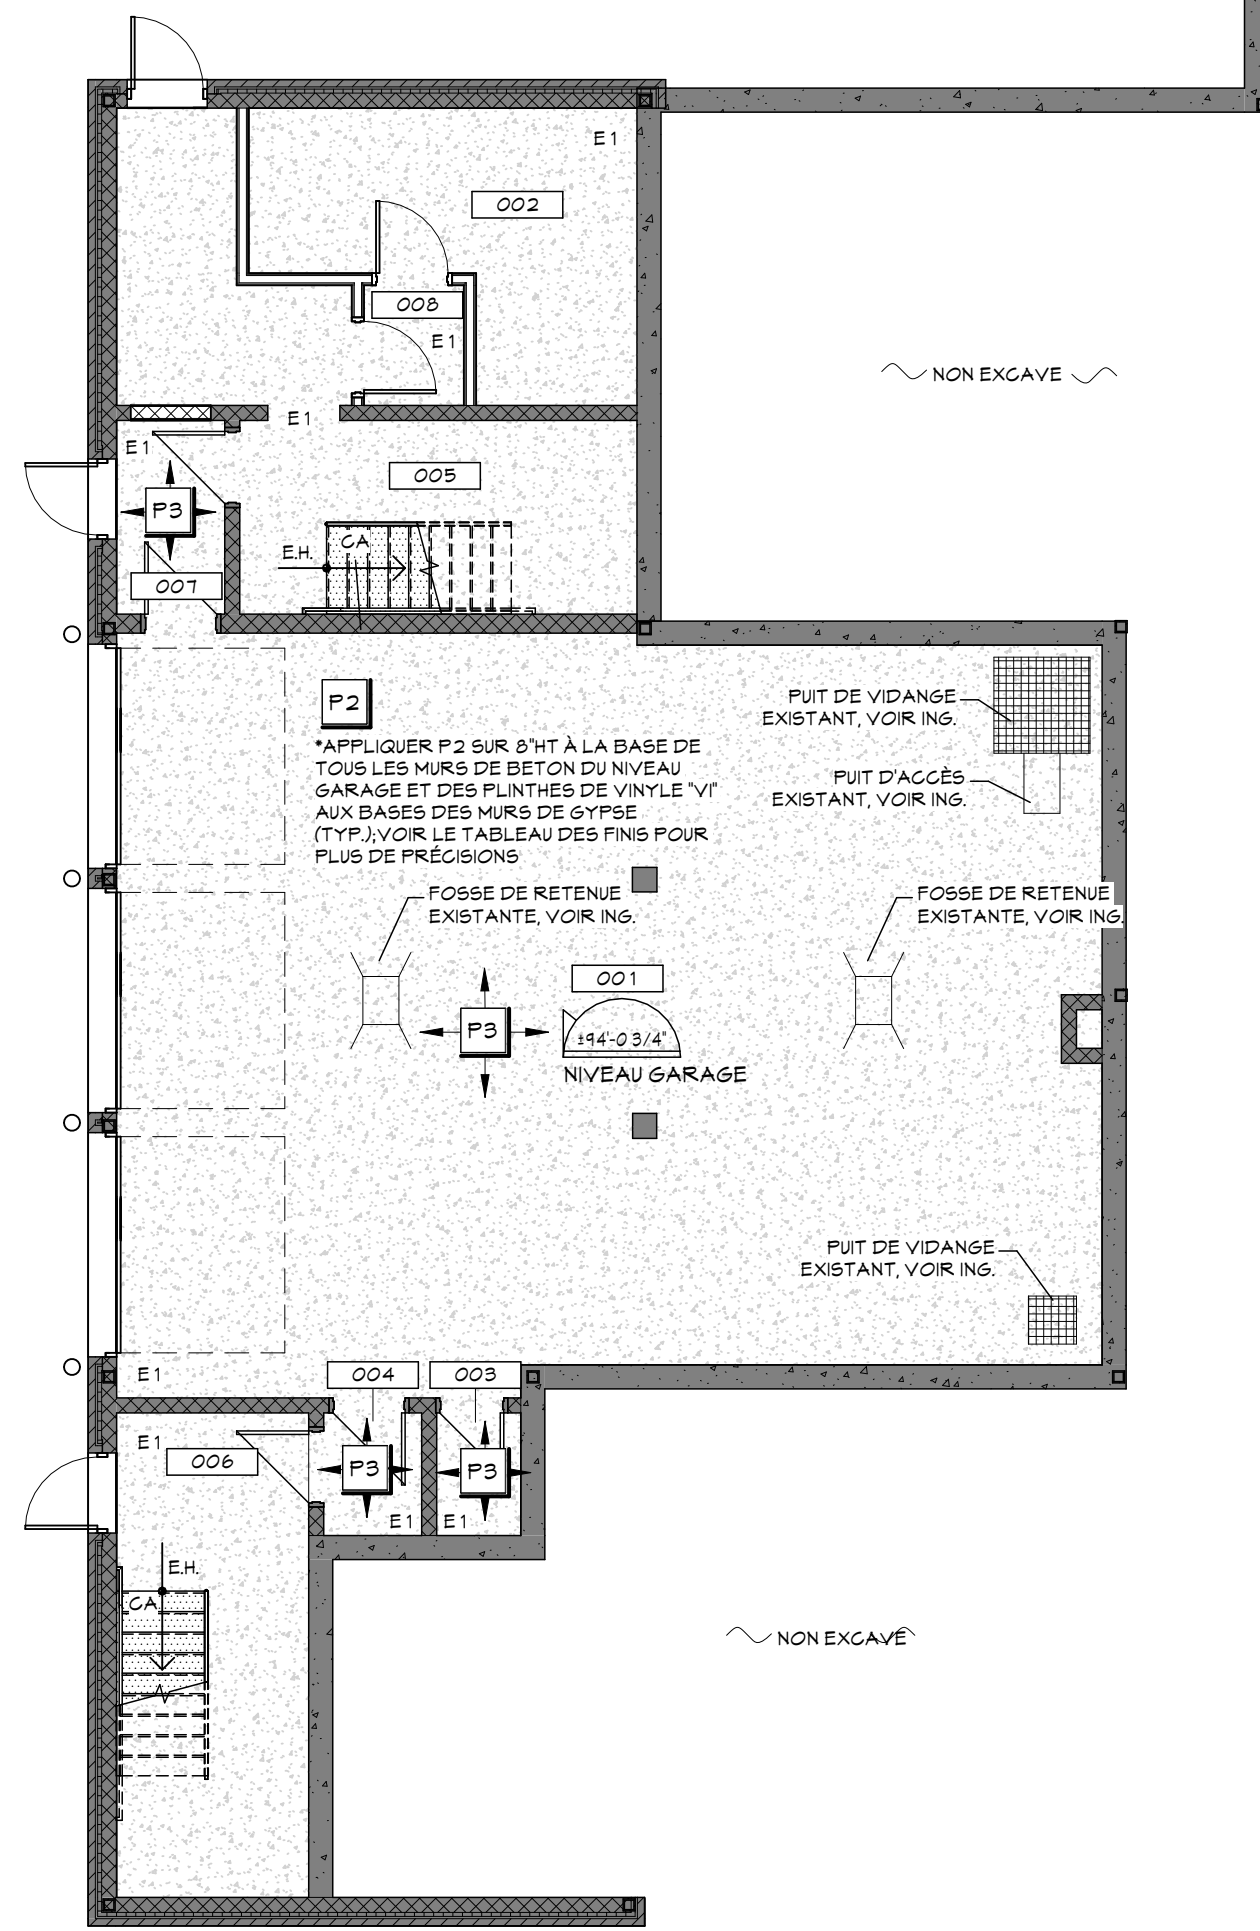 E1
002
008
E1
NON EXCAVE
E1
E1
005
P3
E.H.
CA
007
P2
PUIT DE VIDANGE
EXISTANT, VOIR ING.
*APPLIQUER P2 SUR 8"HT À LA BASE DE
TOUS LES MURS DE BETON DU NIVEAU
GARAGE ET DES PLINTHES DE VINYLE "VI"
AUX BASES DES MURS DE GYPSE
(TYP.);VOIR LE TABLEAU DES FINIS POUR
PLUS DE PRÉCISIONS
PUIT D'ACCÈS
EXISTANT, VOIR ING.
FOSSE DE RETENUE
EXISTANTE, VOIR ING.
FOSSE DE RETENUE
EXISTANTE, VOIR ING.
001
P3
±94'-0 3/4"
NIVEAU GARAGE
PUIT DE VIDANGE
EXISTANT, VOIR ING.
E1
004
003
E1
006
P3
P3
E1
E1
E.H.
CA
NON EXCAVE